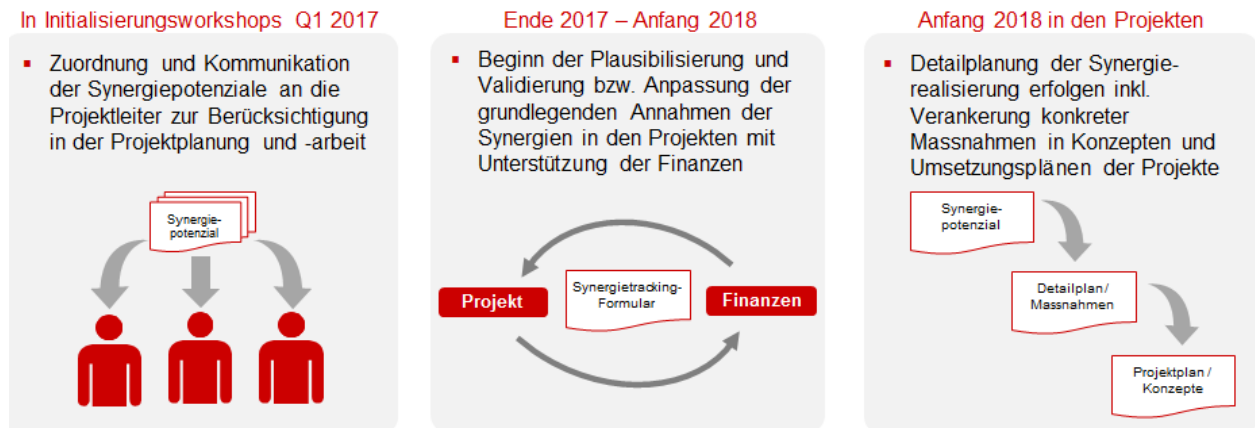 In Initialisierungsworkshops Q1 2017
▪ Zuordnung und Kommunikation
der Synergiepotenziale an die
Projektleiter zur Berücksichtigung
in der Projektplanung und -arbeit
Synergie-
potenzial
Ende 2017 – Anfang 2018
▪ Beginn der Plausibilisierung und
Validierung bzw. Anpassung der
grundlegenden Annahmen der
Synergien in den Projekten mit
Unterstützung der Finanzen
Projekt
Synergietracking-
Formular
Finanzen
Anfang 2018 in den Projekten
▪ Detailplanung der Synergie-
realisierung erfolgen inkl.
Verankerung konkreter
Massnahmen in Konzepten und
Umsetzungsplänen der Projekte
Synergie-
potenzial
Detailplan /
Massnahmen
Projektplan /
Konzepte